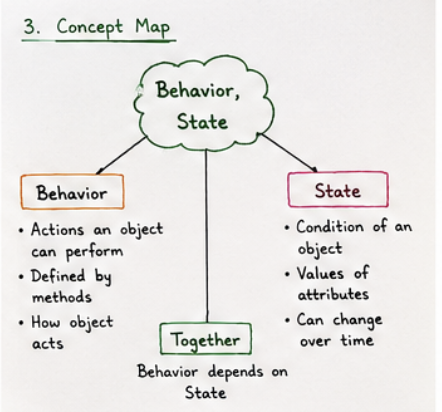 3. Concept Map
Behavior,
State
Behavior
• Actions an object
can perform
• Defined by
methods
• How object
acts
State
• Condition of an
object
• Values of
attributes
• Can change
over time
Together
Behavior depends on
State